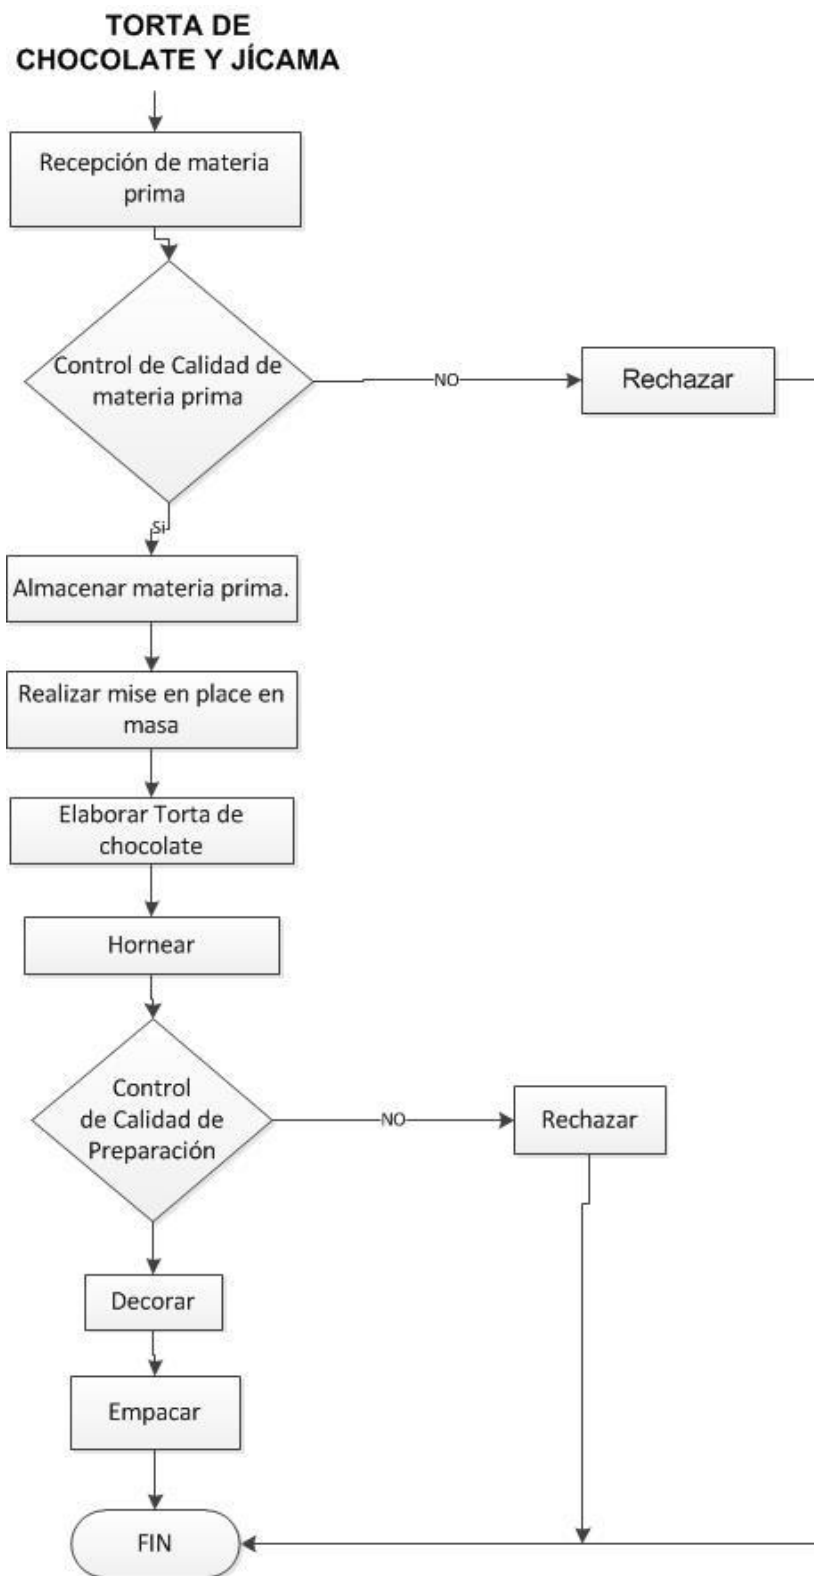 TORTA DE
CHOCOLATE Y JÍCAMA
Recepción de materia
prima
Control de Calidad de
materia prima
NO
Rechazar
Si
Almacenar materia prima.
Realizar mise en place en
masa
Elaborar Torta de
chocolate
Hornear
Control
de Calidad de
Preparación
NO
Rechazar
Decorar
Empacar
FIN